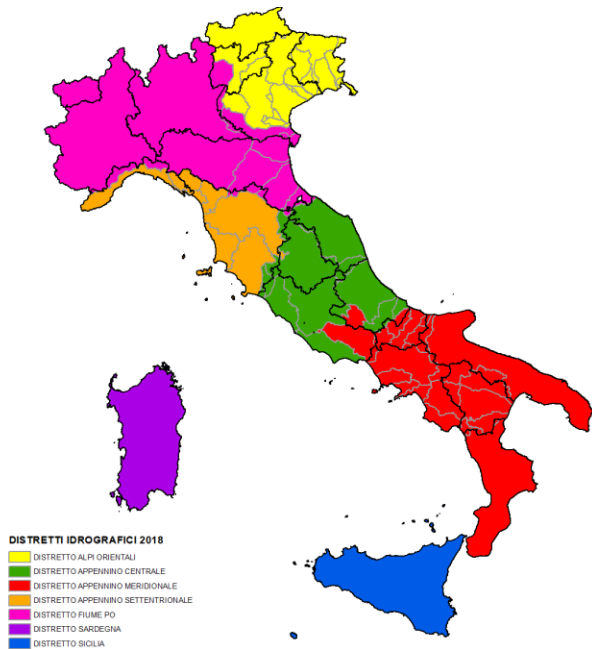 DISTRETTI IDROGRAFICI 2018
DISTRETTO ALPI ORIENTALI
DISTRETTO APPENNINO CENTRALE
DISTRETTO APPENNINO MERIDIONALE
DISTRETTO APPENNINO SETTENTRIONALE
DISTRETTO FIUME PO
DISTRETTO SARDEGNA
DISTRETTO SICILIA